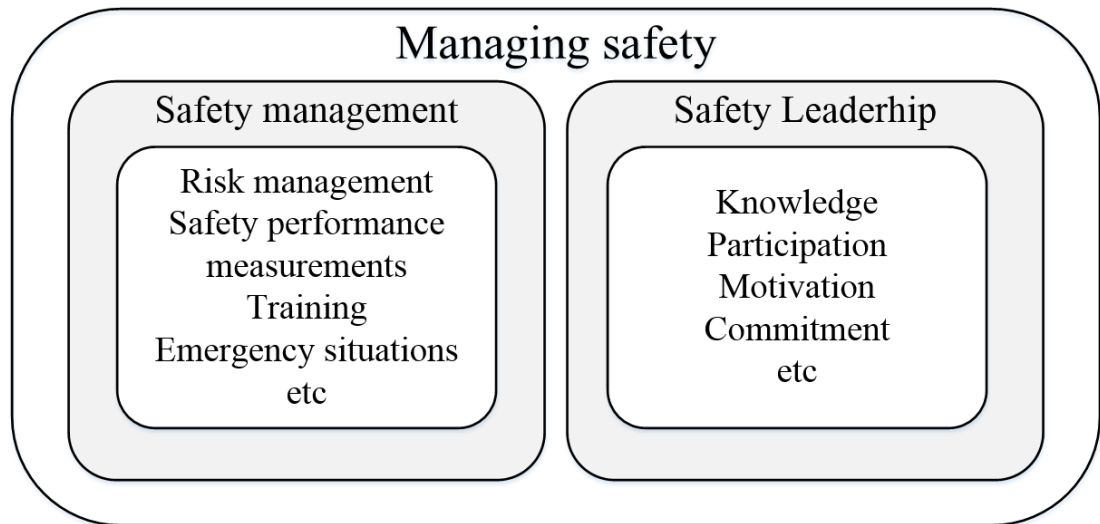 Managing safety
Safety management
Risk management
Safety performance
measurements
Training
Emergency situations
etc
Safety Leaderhip
Knowledge
Participation
Motivation
Commitment
etc